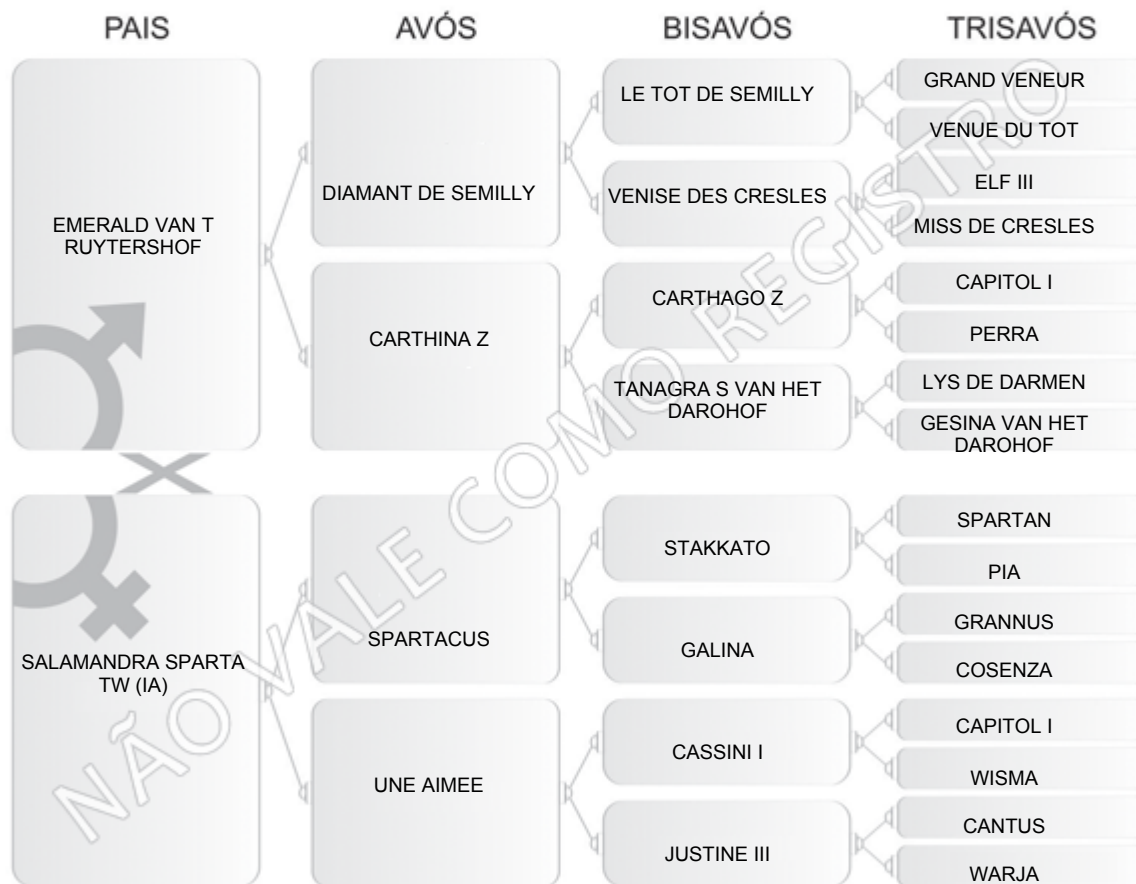 PAIS AVÓS BISAVÓS TRISAVÓS
EMERALD VAN T
RUYTERSHOF
DIAMANT DE SEMILLY
CARTHINA Z
LE TOT DE SEMILLY
VENISE DES CRESLES
CARTHAGO Z
TANAGRA S VAN HET
DAROHOF
GRAND VENEUR
VENUE DU TOT
ELF III
MISS DE CRESLES
CAPITOL I
PERRA
LYS DE DARMEN
GESINA VAN HET
DAROHOF
SALAMANDRA SPARTA
TW (IA)
SPARTACUS
UNE AIMEE
STAKKATO
GALINA
CASSINI I
JUSTINE III
SPARTAN
PIA
GRANNUS
COSENZA
CAPITOL I
WISMA
CANTUS
WARJA
NÃO VALE COMO REGISTRO